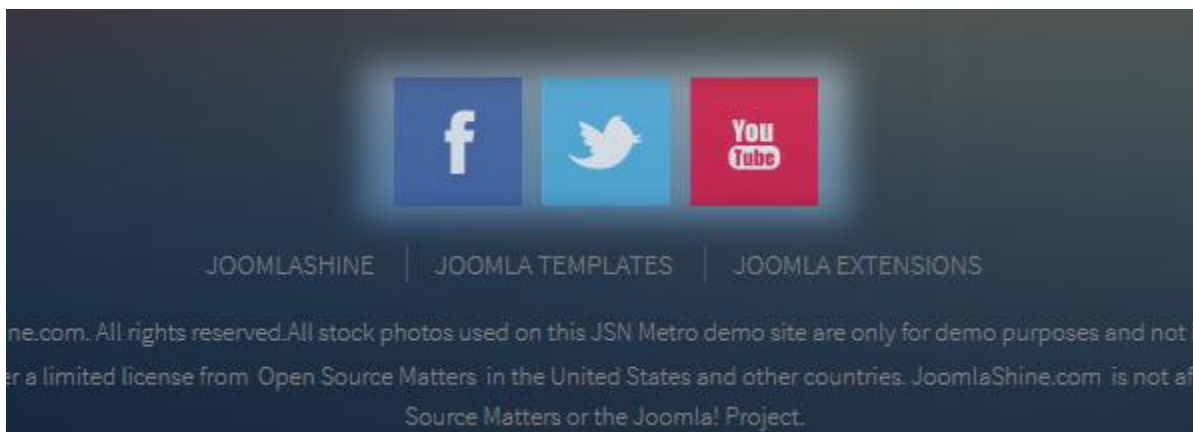 f
You
Tube
JOOMLASHINE JOOMLA TEMPLATES JOOMLA EXTENSIONS
ne.com. All rights reserved.All stock photos used on this JSN Metro demo site are only for demo purposes and not
a limited license from Open Source Matters in the United States and other countries. JoomlaShine.com is not af
Source Matters or the Joomla! Project.